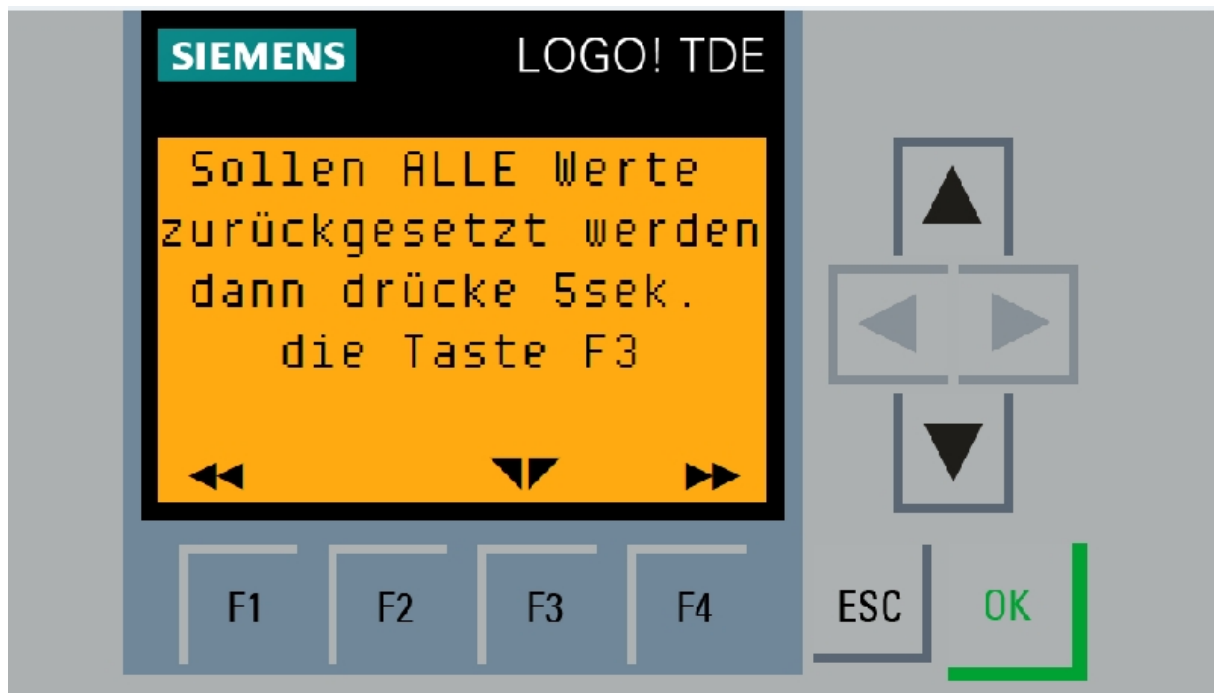 SIEMENS LOGO! TDE
Sollen ALLE Werte
zurückgesetzt werden
dann drücke 5sek.
die Taste F3
F1 F2 F3 F4 ESC OK